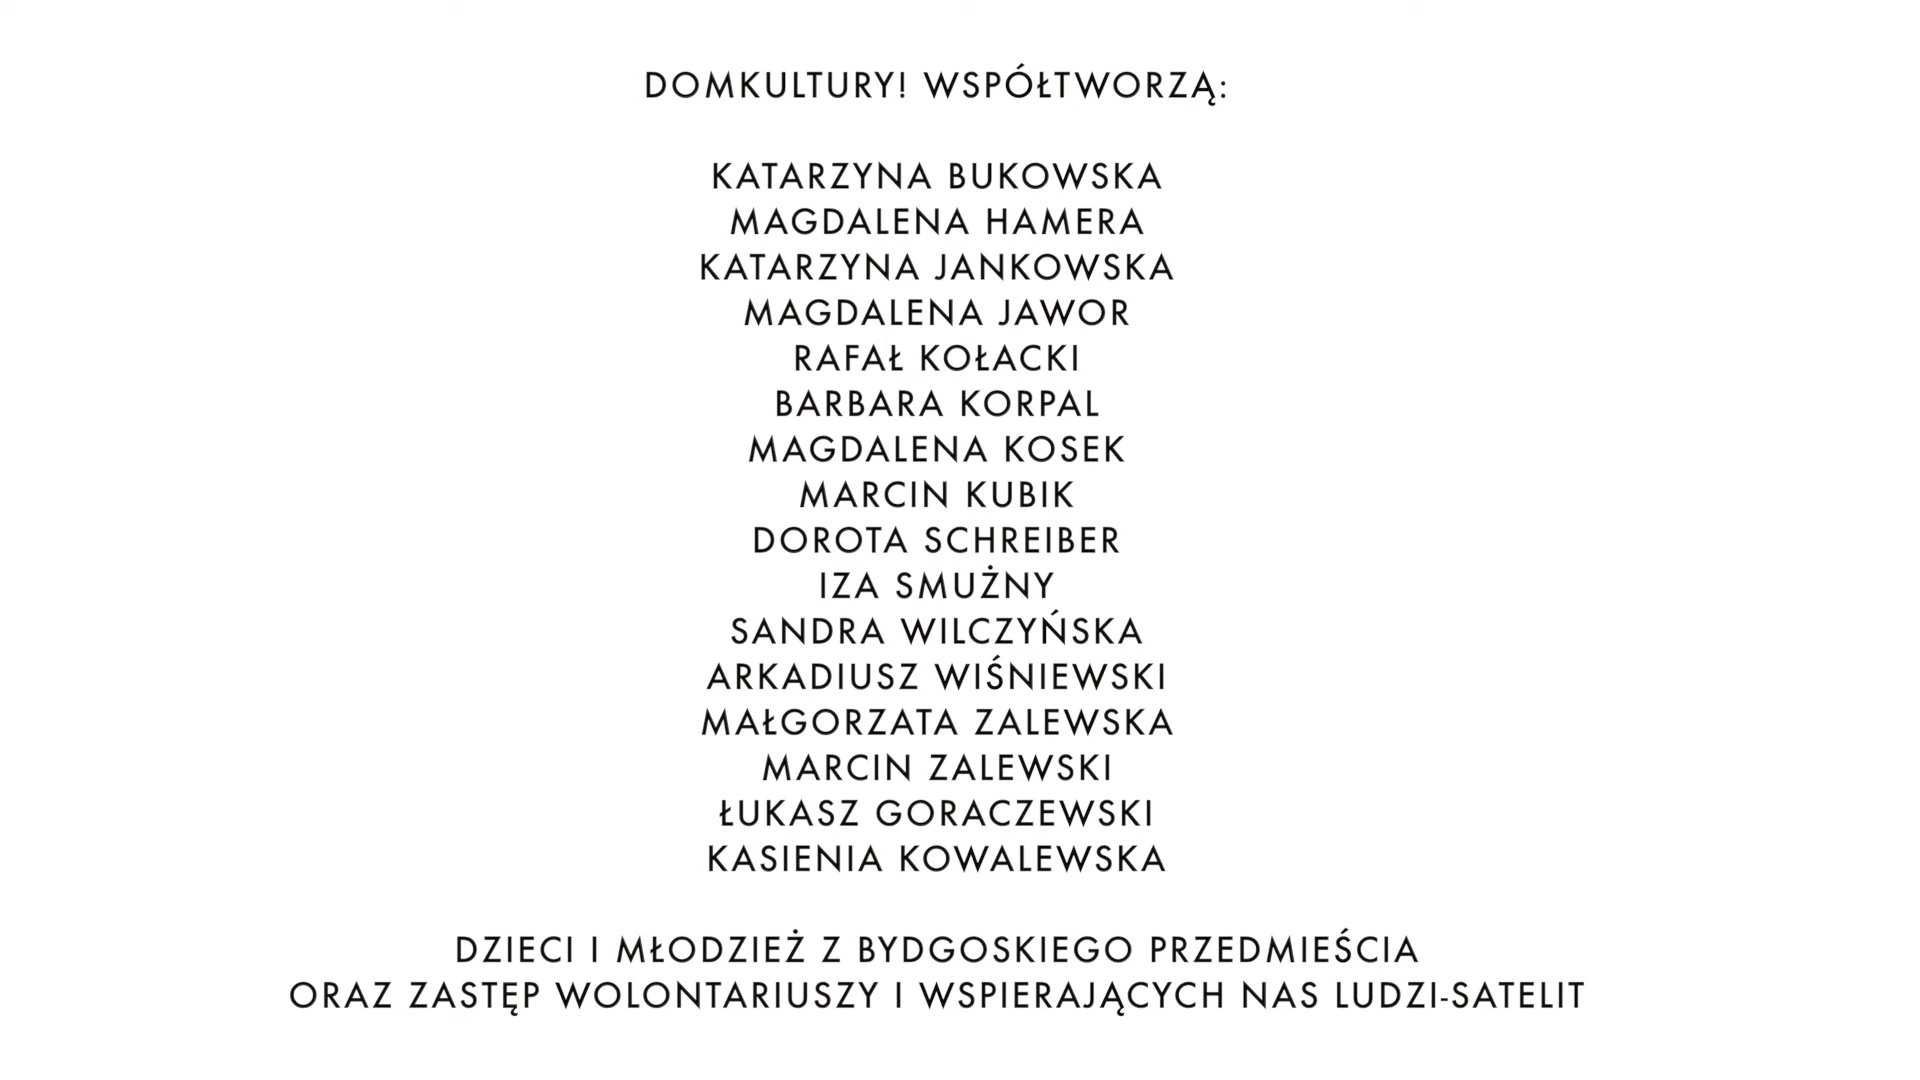 DOMKULTURY! WSPÓŁTWORZĄ:
KATARZYNA BUKOWSKA
MAGDALENA HAMERA
KATARZYNA JANKOWSKA
MAGDALENA JAWOR
RAFAŁ KOŁACKI
BARBARA KORPAL
MAGDALENA KOSEK
MARCIN KUBIK
DOROTA SCHREIBER
IZA SMUŻNY
SANDRA WILCZYŃSKA
ARKADIUSZ WIŚNIEWSKI
MAŁGORZATA ZALEWSKA
MARCIN ZALEWSKI
ŁUKASZ GORACZEWSKI
KASIENIA KOWALEWSKA
DZIECI I MŁODZIEŻ Z BYDGOSKIEGO PRZEDMIEŚCIA
ORAZ ZASTĘP WOLONTARIUSZY I WSPIERAJĄCYCH NAS LUDZI-SATELIT